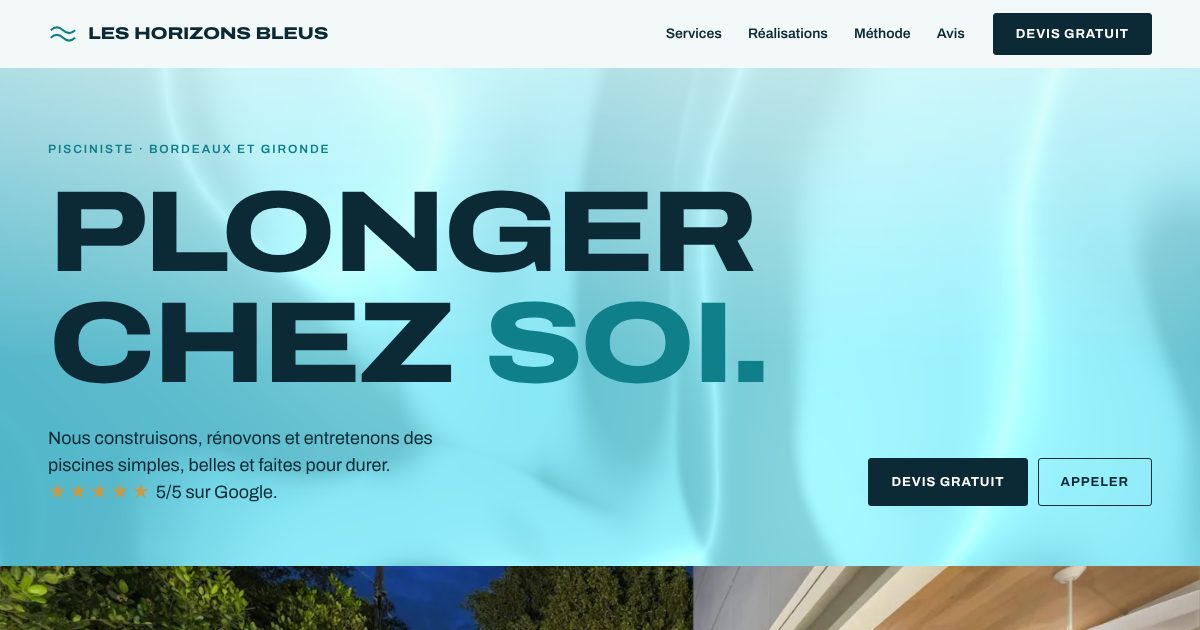 LES HORIZONS BLEUS
Services
Réalisations
Méthode
Avis
DEVIS GRATUIT
PISCINISTE · BORDEAUX ET GIRONDE
PLONGER
CHEZ SOI.
Nous construisons, rénovons et entretenons des
piscines simples, belles et faites pour durer.
★★★★★ 5/5 sur Google.
DEVIS GRATUIT
APPELER